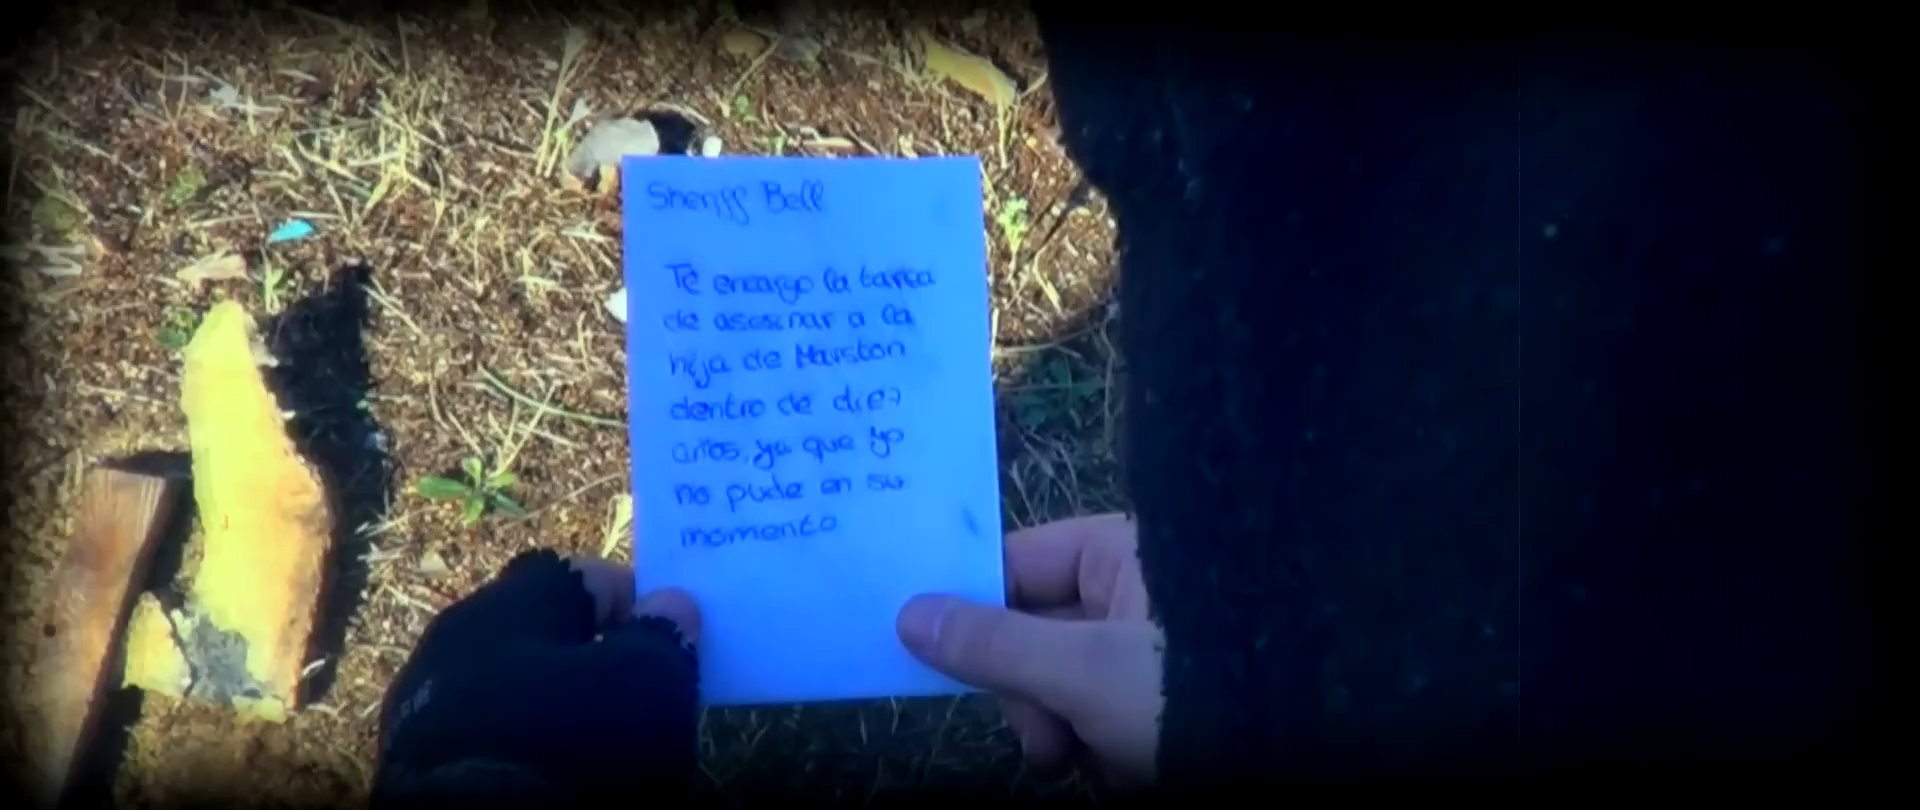 Sheriff Bell
Te encargo la tarea
de asesinar a la
hija de Marston
dentro de diez
años, ya que yo
no pude en su
momento